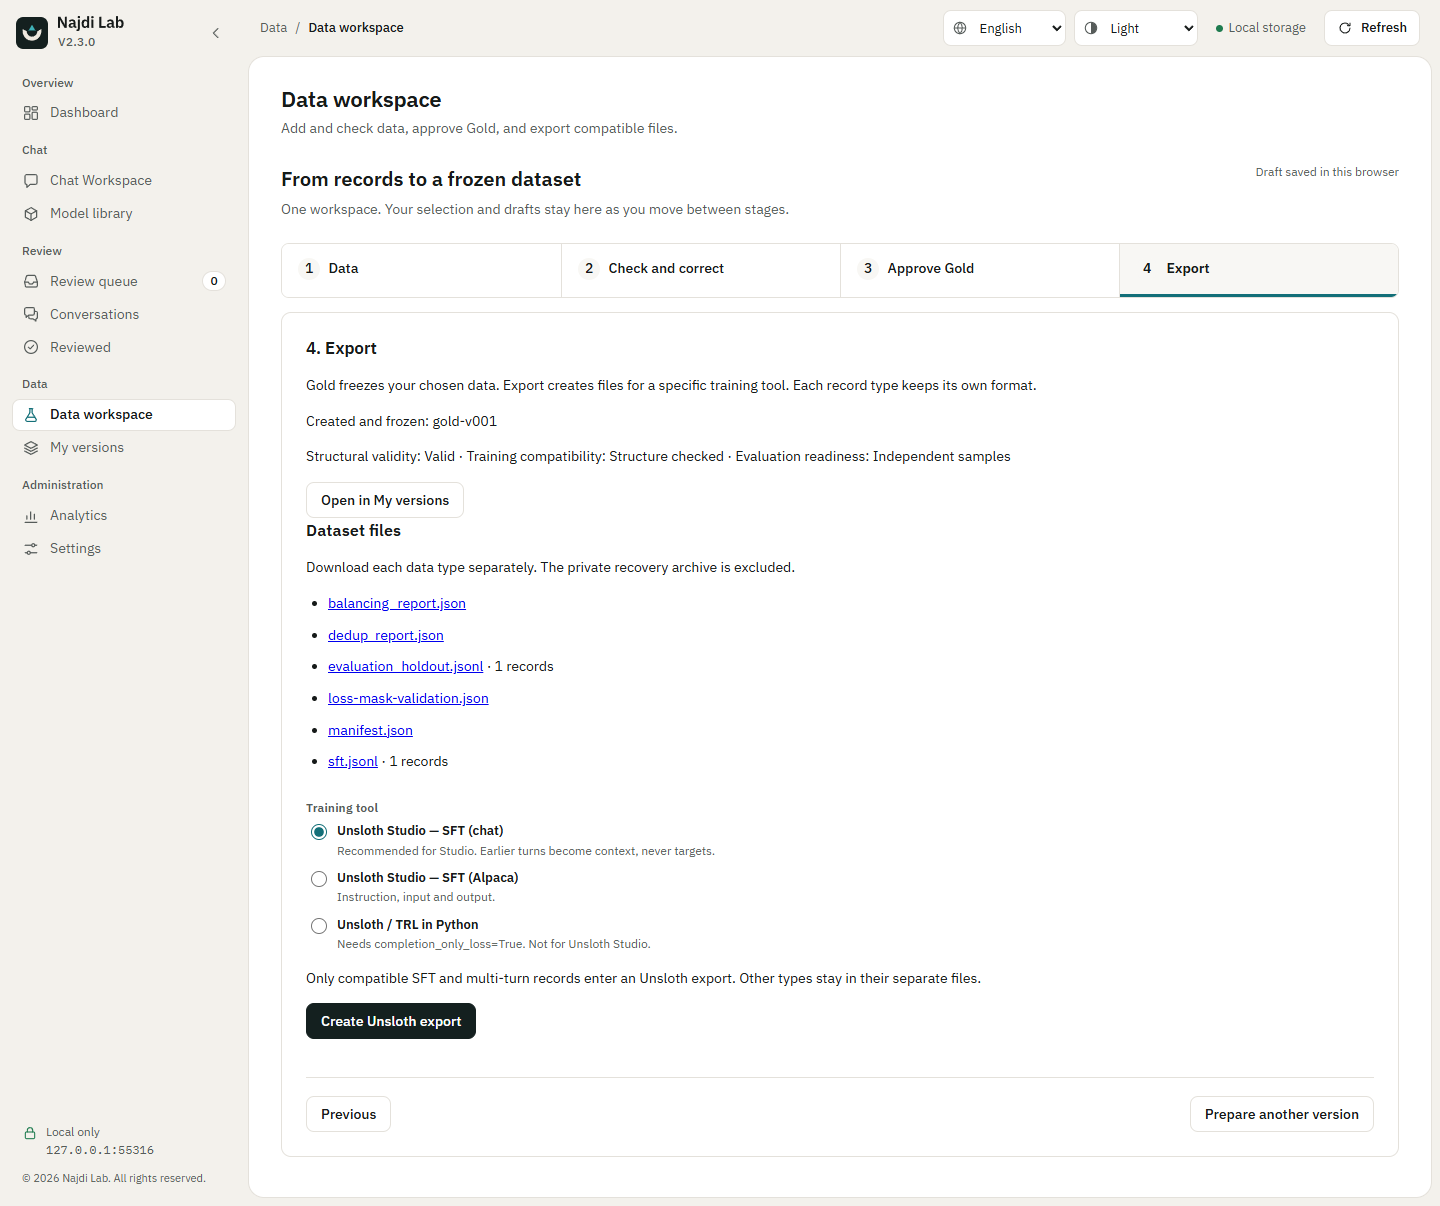 Najdi Lab
V2.3.0
Overview
Dashboard
Chat
Chat Workspace
Model library
Review
Review queue 0
Conversations
Reviewed
Data
Data workspace
My versions
Administration
Analytics
Settings
Local only
127.0.0.1:55316
© 2026 Najdi Lab. All rights reserved.
Data / Data workspace
English
Light
Local storage
Refresh
Data workspace
Add and check data, approve Gold, and export compatible files.
From records to a frozen dataset
Draft saved in this browser
One workspace. Your selection and drafts stay here as you move between stages.
1 Data
2 Check and correct
3 Approve Gold
4 Export
4. Export
Gold freezes your chosen data. Export creates files for a specific training tool. Each record type keeps its own format.
Created and frozen: gold-v001
Structural validity: Valid · Training compatibility: Structure checked · Evaluation readiness: Independent samples
Open in My versions
Dataset files
Download each data type separately. The private recovery archive is excluded.
• balancing_report.json
• dedup_report.json
• evaluation_holdout.jsonl · 1 records
• loss-mask-validation.json
• manifest.json
• sft.jsonl · 1 records
Training tool
Unsloth Studio — SFT (chat)
Recommended for Studio. Earlier turns become context, never targets.
Unsloth Studio — SFT (Alpaca)
Instruction, input and output.
Unsloth / TRL in Python
Needs completion_only_loss=True. Not for Unsloth Studio.
Only compatible SFT and multi-turn records enter an Unsloth export. Other types stay in their separate files.
Create Unsloth export
Previous
Prepare another version